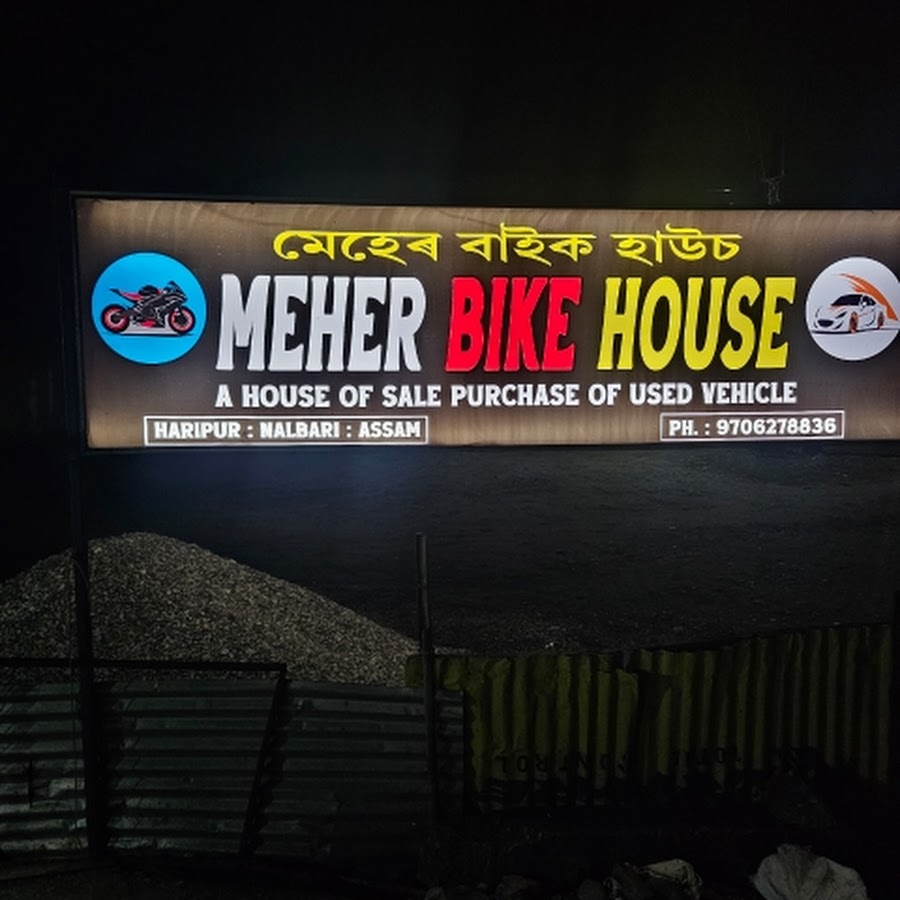 মেহেৰ বাইক হাউচ
MEHER BIKE HOUSE
A HOUSE OF SALE PURCHASE OF USED VEHICLE
HARIPUR : NALBARI : ASSAM
PH. : 9706278836